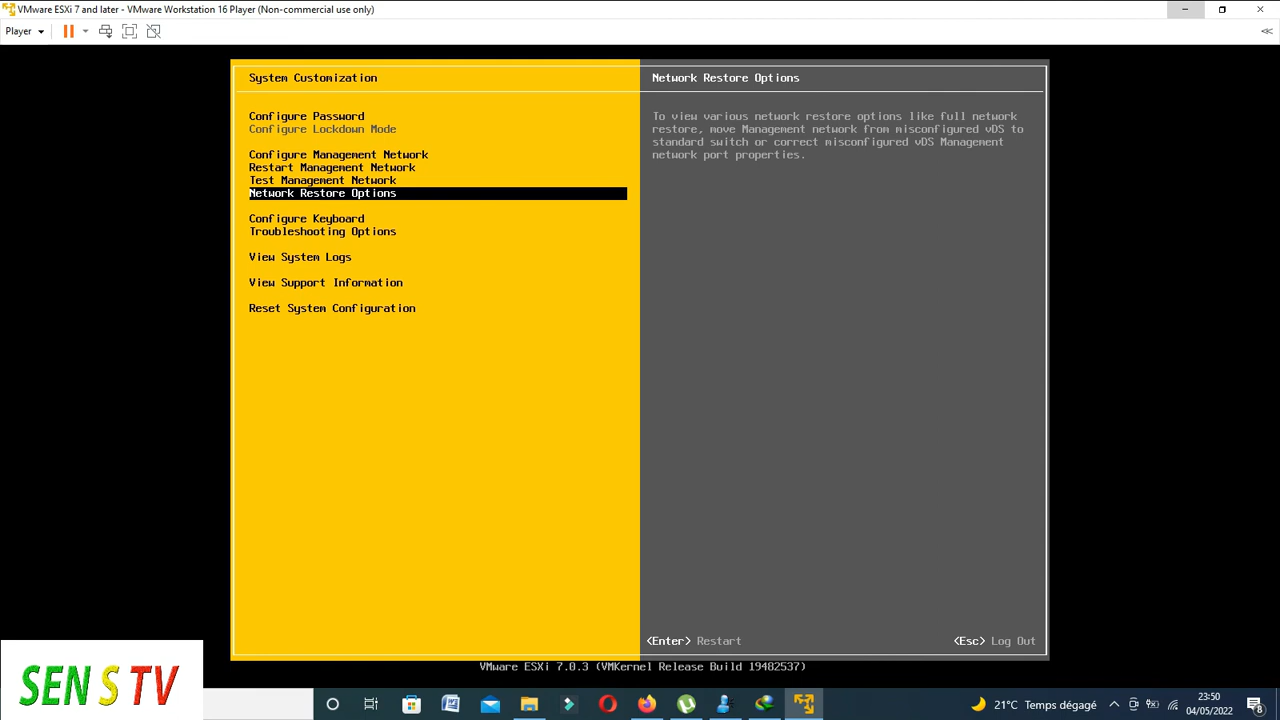 VMware ESXi 7 and later - VMware Workstation 16 Player (Non-commercial use only)
Player
System Customization
Configure Password
Configure Lockdown Mode
Configure Management Network
Restart Management Network
Test Management Network
Network Restore Options
Configure Keyboard
Troubleshooting Options
View System Logs
View Support Information
Reset System Configuration
Network Restore Options
To view various network restore options like full network
restore, move Management network from misconfigured vDS to
standard switch or correct misconfigured vDS Management
network port properties.
<Enter> Restart
<Esc> Log Out
VMware ESXi 7.0.3 (VMKernel Release Build 19482537)
SEN S TV
21°C Temps dégagé
23:50
04/05/2022
8